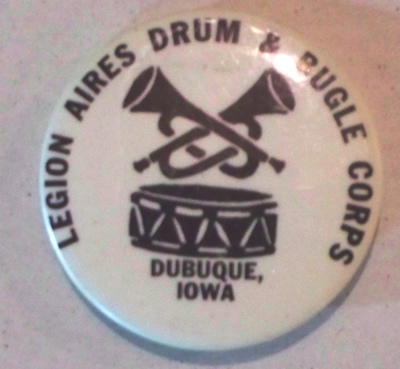 LEGION AIRES DRUM & BUGLE CORPS
DUBUQUE,
IOWA